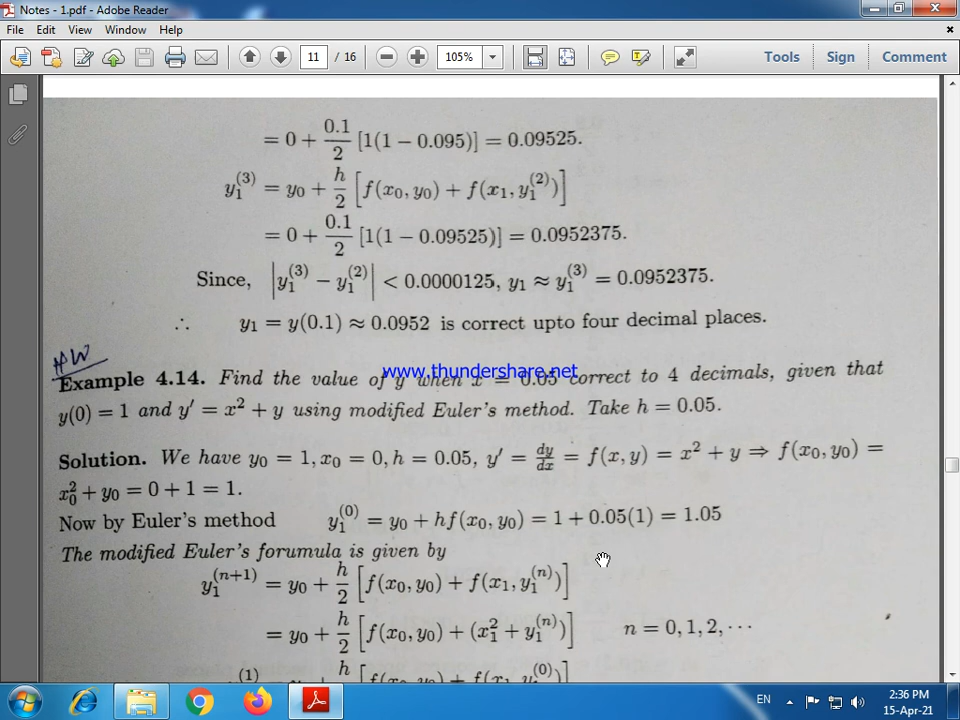 Notes - 1.pdf - Adobe Reader
File Edit View Window Help
11 / 16 105% Tools Sign Comment
= 0 + 0.1/2 [1(1 − 0.095)] = 0.09525.
y₁⁽³⁾ = y₀ + h/2 [f(x₀, y₀) + f(x₁, y₁⁽²⁾)]
= 0 + 0.1/2 [1(1 − 0.09525)] = 0.0952375.
Since, |y₁⁽³⁾ − y₁⁽²⁾| < 0.0000125, y₁ ≈ y₁⁽³⁾ = 0.0952375.
∴ y₁ = y(0.1) ≈ 0.0952 is correct upto four decimal places.
HW
www.thundershare.net
Example 4.14. Find the value of y when x = 0.05 correct to 4 decimals, given that
y(0) = 1 and y′ = x² + y using modified Euler's method. Take h = 0.05.
Solution. We have y₀ = 1, x₀ = 0, h = 0.05, y′ = dy/dx = f(x, y) = x² + y ⇒ f(x₀, y₀) =
x₀² + y₀ = 0 + 1 = 1.
Now by Euler's method y₁⁽⁰⁾ = y₀ + hf(x₀, y₀) = 1 + 0.05(1) = 1.05
The modified Euler's forumula is given by
y₁⁽ⁿ⁺¹⁾ = y₀ + h/2 [f(x₀, y₀) + f(x₁, y₁⁽ⁿ⁾)]
= y₀ + h/2 [f(x₀, y₀) + (x₁² + y₁⁽ⁿ⁾)] n = 0, 1, 2, ⋯
EN 2:36 PM
15-Apr-21